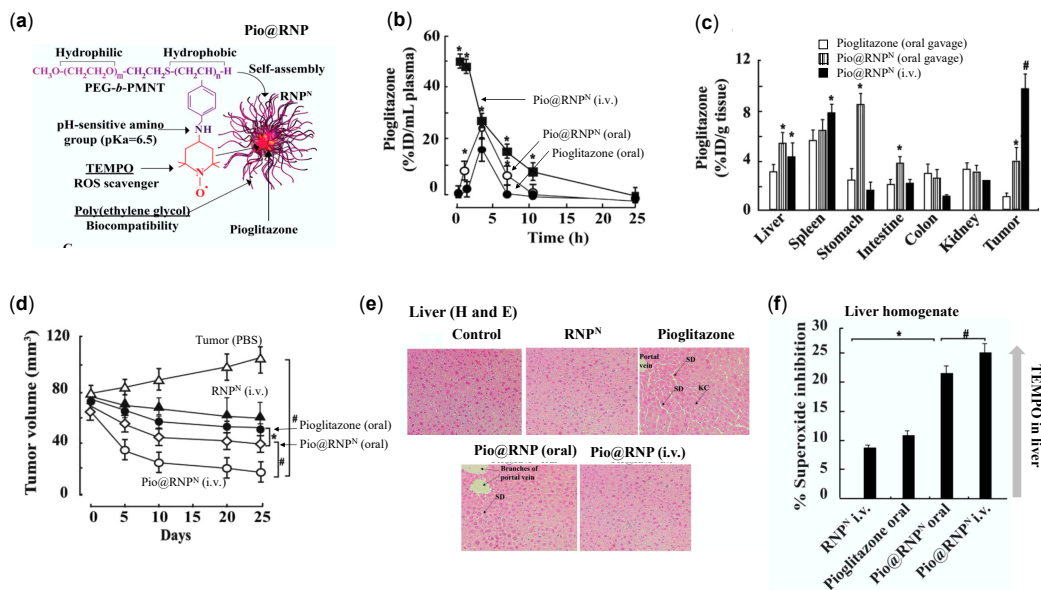 (a)
Pio@RNP
Hydrophilic Hydrophobic
CH₃O-(CH₂CH₂O)m-CH₂CH₂S-(CH₂CH)n-H
PEG-b-PMNT
Self-assembly
RNPᴺ
NH
pH-sensitive amino
group (pKa=6.5)
TEMPO
ROS scavenger
N
O•
Poly(ethylene glycol)
Biocompatibility
Pioglitazone
(b)
Pioglitazone
(%ID/mL plasma)
60
50
40
20
10
0
* * * * * * *
Pio@RNPᴺ (i.v.)
Pio@RNPᴺ (oral)
Pioglitazone (oral)
0 5 10 15 20 25
Time (h)
(c)
Pioglitazone (oral gavage)
Pio@RNPᴺ (oral gavage)
Pio@RNPᴺ (i.v.)
Pioglitazone
(%ID/g tissue)
12
8
4
0
* * * * * * #
Liver Spleen Stomach Intestine Colon Kidney Tumor
(d)
Tumor volume (mm³)
120
80
40
0
Tumor (PBS)
RNPᴺ (i.v.)
Pioglitazone (oral)
Pio@RNPᴺ (oral)
Pio@RNPᴺ (i.v.)
# * #
0 5 10 20 25
Days
(e)
Liver (H and E)
Control RNPᴺ Pioglitazone
Portal
vein
SD
SD
KC
Pio@RNP (oral) Pio@RNP (i.v.)
Branches of
portal vein
SD
(f)
Liver homogenate
% Superoxide inhibition
30
25
20
10
0
* #
TEMPO in liver
RNPᴺ i.v.
Pioglitazone oral
Pio@RNPᴺ oral
Pio@RNPᴺ i.v.